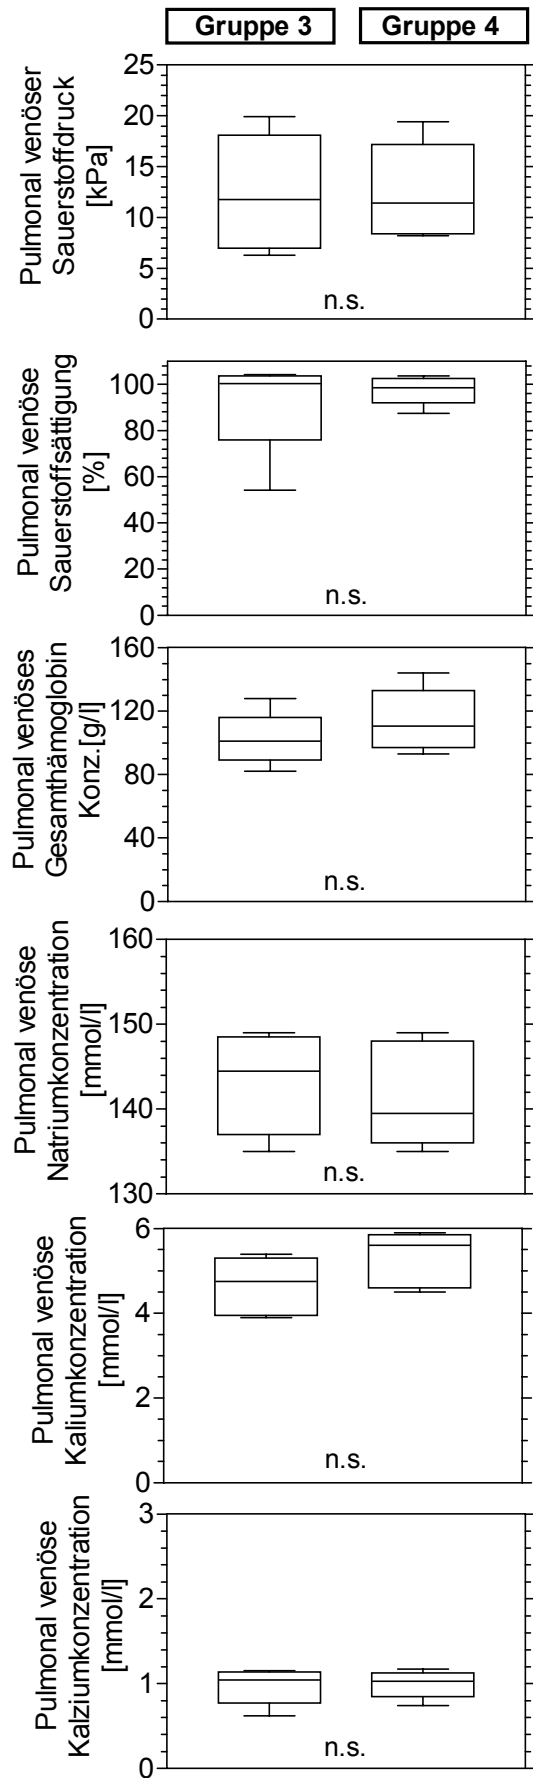 Gruppe 3
Gruppe 4
Pulmonal venöser
Sauerstoffdruck
[kPa]
25
20
15
10
5
0
n.s.
Pulmonal venöse
Sauerstoffsättigung
[%]
100
80
60
40
20
0
n.s.
Pulmonal venöses
Gesamthämoglobin
Konz.[g/l]
160
120
80
40
0
n.s.
Pulmonal venöse
Natriumkonzentration
[mmol/l]
160
150
140
130
n.s.
Pulmonal venöse
Kaliumkonzentration
[mmol/l]
6
4
2
0
n.s.
Pulmonal venöse
Kalziumkonzentration
[mmol/l]
3
2
1
0
n.s.